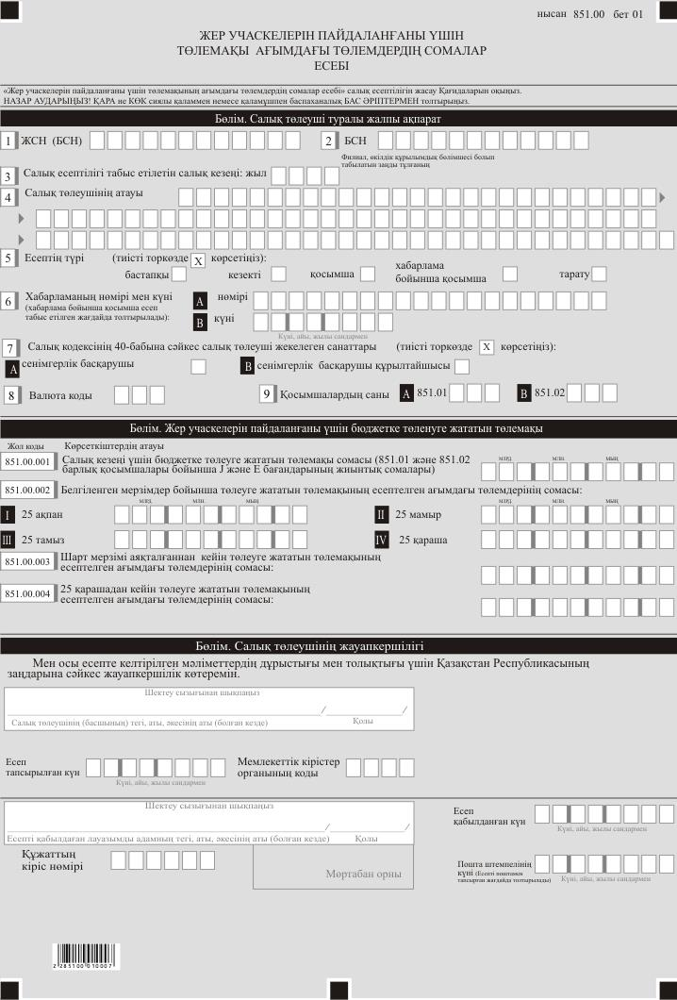 нысан 851.00 бет 01
ЖЕР УЧАСКЕЛЕРІН ПАЙДАЛАНҒАНЫ ҮШІН
ТӨЛЕМАҚЫ АҒЫМДАҒЫ ТӨЛЕМДЕРДІҢ СОМАЛАР
ЕСЕБІ
«Жер учаскелерін пайдаланғаны үшін төлемақының ағымдағы төлемдердің сомалар есебі» салық есептілігін жасау Қағидаларын оқыңыз.
НАЗАР АУДАРЫҢЫЗ! ҚАРА не КӨК сиялы қаламмен немесе қаламұшпен баспаханалық БАС ӘРІПТЕРМЕН толтырыңыз.
Бөлім. Салық төлеуші туралы жалпы ақпарат
1 ЖСН (БСН) 2 БСН
Филиал, өкілдік құрылымдық бөлімшесі болып
табылатын заңды тұлғаның
3 Салық есептілігі табыс етілетін салық кезеңі: жыл
4 Салық төлеушінің атауы
5 Есептің түрі (тиісті торкөзде X көрсетіңіз):
бастапқы кезекті қосымша хабарлама тарату
бойынша қосымша
6 Хабарламаның нөмірі мен күні A нөмірі
(хабарлама бойынша қосымша есеп
табыс етілген жағдайда толтырылады): B күні
Күні, айы, жылы сандармен
7 Салық кодексінің 40-бабына сәйкес салық төлеуші жекелеген санаттары (тиісті торкөзде X көрсетіңіз):
A сенімгерлік басқарушы B сенімгерлік басқарушы құрылтайшысы
8 Валюта коды 9 Қосымшалардың саны A 851.01 B 851.02
Бөлім. Жер учаскелерін пайдаланғаны үшін бюджетке төленуге жататын төлемақы
Жол коды Көрсеткіштердің атауы
851.00.001 Салық кезеңі үшін бюджетке төлеуге жататын төлемақы сомасы (851.01 және 851.02
барлық қосымшалары бойынша J және E бағандарының жиынтық сомалары)
млрд. млн. мың
851.00.002 Белгіленген мерзімдер бойынша төлеуге жататын төлемақының есептелген ағымдағы төлемдерінің сомасы:
млрд. млн. мың млрд. млн. мың
I 25 ақпан II 25 мамыр
III 25 тамыз IV 25 қараша
851.00.003 Шарт мерзімі аяқталғаннан кейін төлеуге жататын төлемақының
есептелген ағымдағы төлемдерінің сомасы:
851.00.004 25 қарашадан кейін төлеуге жататын төлемақының
есептелген ағымдағы төлемдерінің сомасы:
Бөлім. Салық төлеушінің жауапкершілігі
Мен осы есепте келтірілген мәліметтердің дұрыстығы мен толықтығы үшін Қазақстан Республикасының
заңдарына сәйкес жауапкершілік көтеремін.
Шектеу сызығынан шықпаңыз
/ /
Салық төлеушінің (басшының) тегі, аты, әкесінің аты (болған кезде) Қолы
Есеп
тапсырылған күн
Күні, айы, жылы сандармен
Мемлекеттік кірістер
органының коды
Шектеу сызығынан шықпаңыз
/ /
Есепті қабылдаған лауазымды адамның тегі, аты, әкесінің аты (болған кезде) Қолы
Есеп
қабылданған күн
Күні, айы, жылы сандармен
Құжаттың
кіріс нөмірі
Мөртабан орны
Пошта штемпелінің
күні (Есепті поштамен
тапсырған жағдайда толтырылады)
Күні, айы, жылы сандармен
2 285100 010007